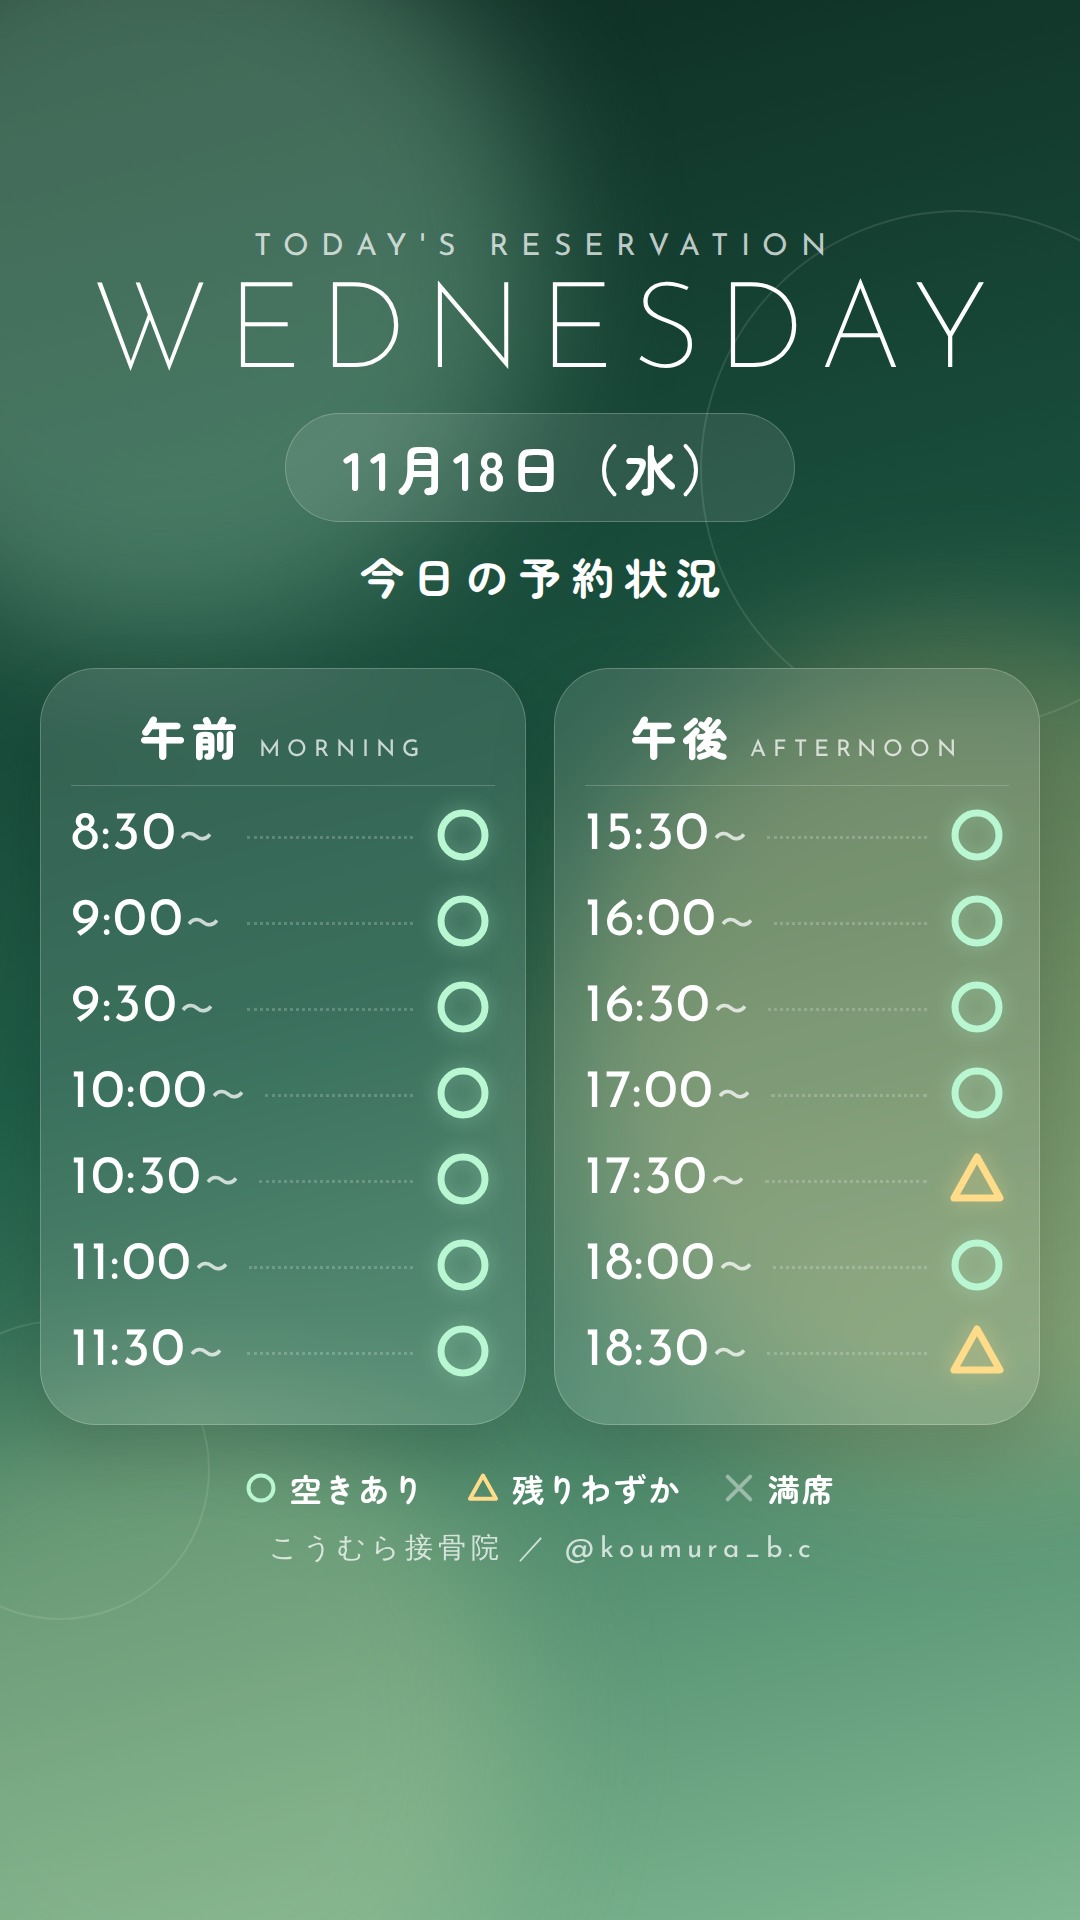 TODAY'S RESERVATION
WEDNESDAY
11月18日（水）
今日の予約状況
午前 MORNING
8:30〜 ○
9:00〜 ○
9:30〜 ○
10:00〜 ○
10:30〜 ○
11:00〜 ○
11:30〜 ○
午後 AFTERNOON
15:30〜 ○
16:00〜 ○
16:30〜 ○
17:00〜 ○
17:30〜 △
18:00〜 ○
18:30〜 △
○ 空きあり △ 残りわずか × 満席
こうむら接骨院 ／ @koumura_b.c